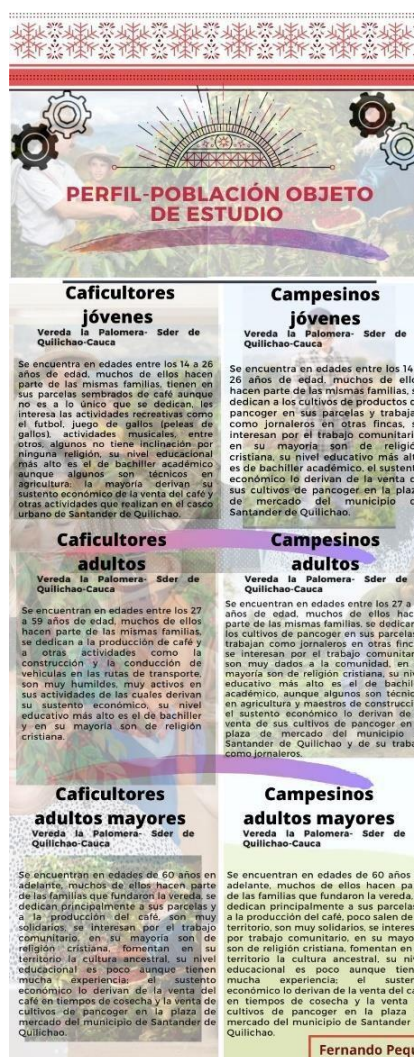 PERFIL-POBLACIÓN OBJETO
DE ESTUDIO
Caficultores
jóvenes
Vereda la Palomera- Sder de
Quilichao-Cauca
Se encuentra en edades entre los 14 a 26
años de edad, muchos de ellos hacen
parte de las mismas familias, tienen en
sus parcelas sembrados de café aunque
no es a lo único que se dedican, les
interesa las actividades recreativas como
el futbol, juego de gallos (peleas de
gallos), actividades musicales, entre
otros, algunos no tiene inclinación por
ninguna religión, su nivel educacional
más alto es el de bachiller académico
aunque algunos son técnicos en
agricultura; la mayoría derivan su
sustento económico de la venta del café y
otras actividades que realizan en el casco
urbano de Santander de Quilichao.
Campesinos
jóvenes
Vereda la Palomera- Sder de
Quilichao-Cauca
Se encuentra en edades entre los 14
26 años de edad, muchos de
hacen parte de las mismas familias,
dedican a los cultivos de productos
pancoger en sus parcelas y
como jornaleros en otras fincas,
interesan por el trabajo
en su mayoría son de
cristiana, su nivel educativo más
es de bachiller académico, el
económico lo derivan de la venta
sus cultivos de pancoger en la
de mercado del municipio
Santander de Quilichao.
Caficultores
adultos
Vereda la Palomera- Sder de
Quilichao-Cauca
Se encuentran en edades entre los 27
a 59 años de edad, muchos de ellos
hacen parte de las mismas familias,
se dedican a la producción de café y
a otras actividades como la
construcción y la conducción de
vehículas en las rutas de transporte,
son muy humildes, muy activos en
sus actividades de las cuales derivan
su sustento económico, su nivel
educativo más alto es el de bachiller
y en su mayoría son de religión
cristiana.
Campesinos
adultos
Vereda la Palomera- Sder de
Quilichao-Cauca
Se encuentran en edades entre los 27 a
años de edad, muchos de ellos
parte de las mismas familias, se
los cultivos de pancoger en sus
trabajan como jornaleros en otras
se interesan por el trabajo
son muy dados a la comunidad, en
mayoría son de religión cristiana, su
educativo más alto es el de
académico, aunque algunos son
en agricultura y maestros de
el sustento económico lo derivan de
venta de sus cultivos de pancoger en
plaza de mercado del municipio
Santander de Quilichao y de su
como jornaleros.
Caficultores
adultos mayores
Vereda la Palomera- Sder de
Quilichao-Cauca
Se encuentran en edades de 60 años en
adelante, muchos de ellos hacen parte
de las familias que fundaron la vereda, se
dedican principalmente a sus parcelas y
a la producción del café, son muy
solidarios, se interesan por el trabajo
comunitario, en su mayoría son de
religión cristiana, fomentan en su
territorio la cultura ancestral, su nivel
educacional es poco aunque tienen
mucha experiencia; el sustento
económico lo derivan de la venta del
café en tiempos de cosecha y la venta de
cultivos de pancoger en la plaza de
mercado del municipio de Santander de
Quilichao.
Campesinos
adultos mayores
Vereda la Palomera- Sder de
Quilichao-Cauca
Se encuentran en edades de 60 años
adelante, muchos de ellos hacen
de las familias que fundaron la vereda,
dedican principalmente a sus
a la producción del café, poco salen de
territorio, son muy solidarios, se
por trabajo comunitario, en su
son de religión cristiana, fomentan en
territorio la cultura ancestral, su
educacional es poco aunque
mucha experiencia; el
económico lo derivan de la venta del
en tiempos de cosecha y la venta
cultivos de pancoger en la plaza
mercado del municipio de Santander
Quilichao.
Fernando